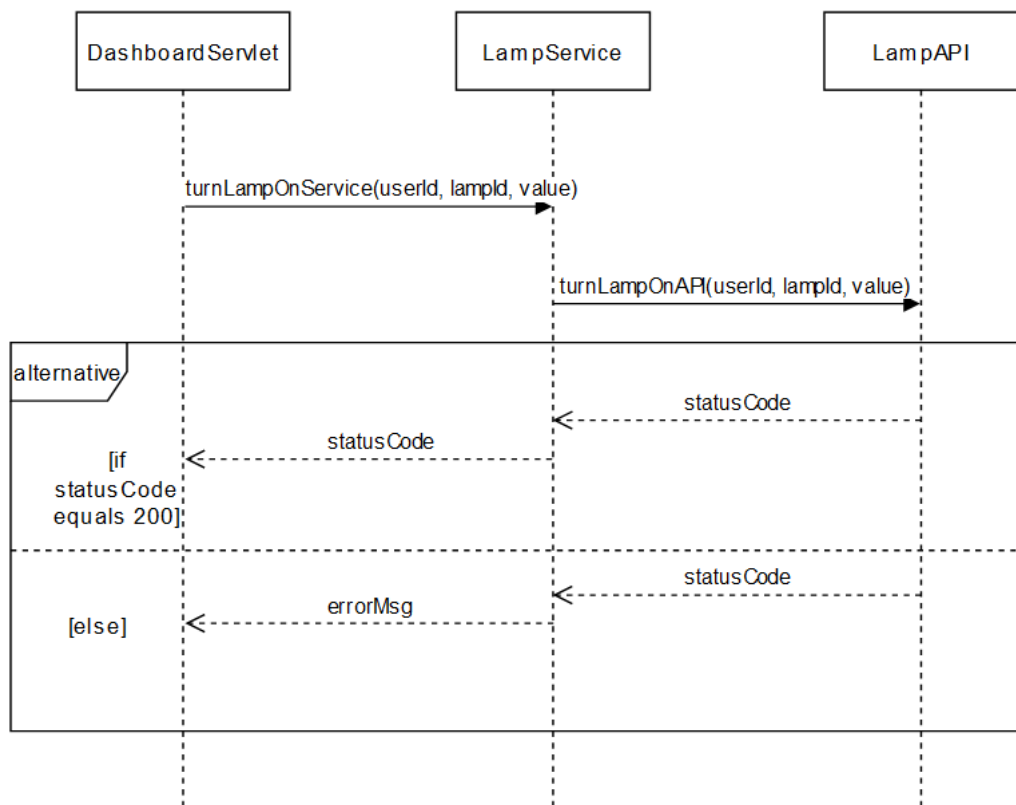 DashboardServlet
LampService
LampAPI
turnLampOnService(userId, lampId, value)
turnLampOnAPI(userId, lampId, value)
alternative
statusCode
statusCode
[if
statusCode
equals 200]
statusCode
errorMsg
[else]